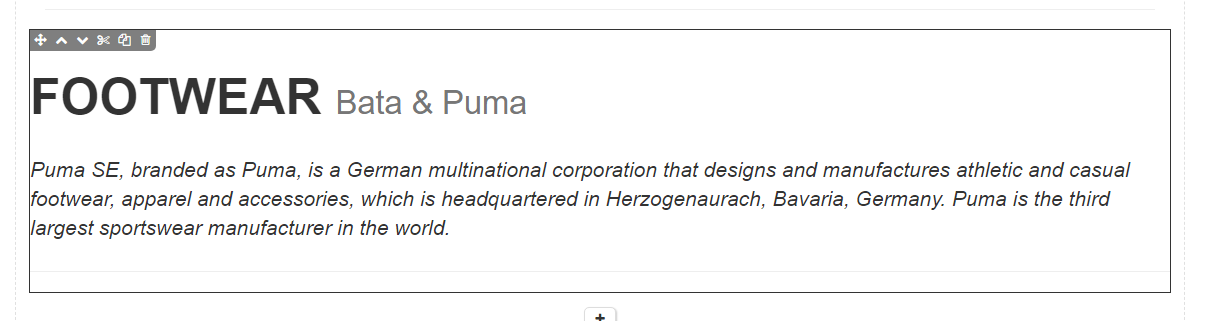 FOOTWEAR Bata & Puma
Puma SE, branded as Puma, is a German multinational corporation that designs and manufactures athletic and casual
footwear, apparel and accessories, which is headquartered in Herzogenaurach, Bavaria, Germany. Puma is the third
largest sportswear manufacturer in the world.